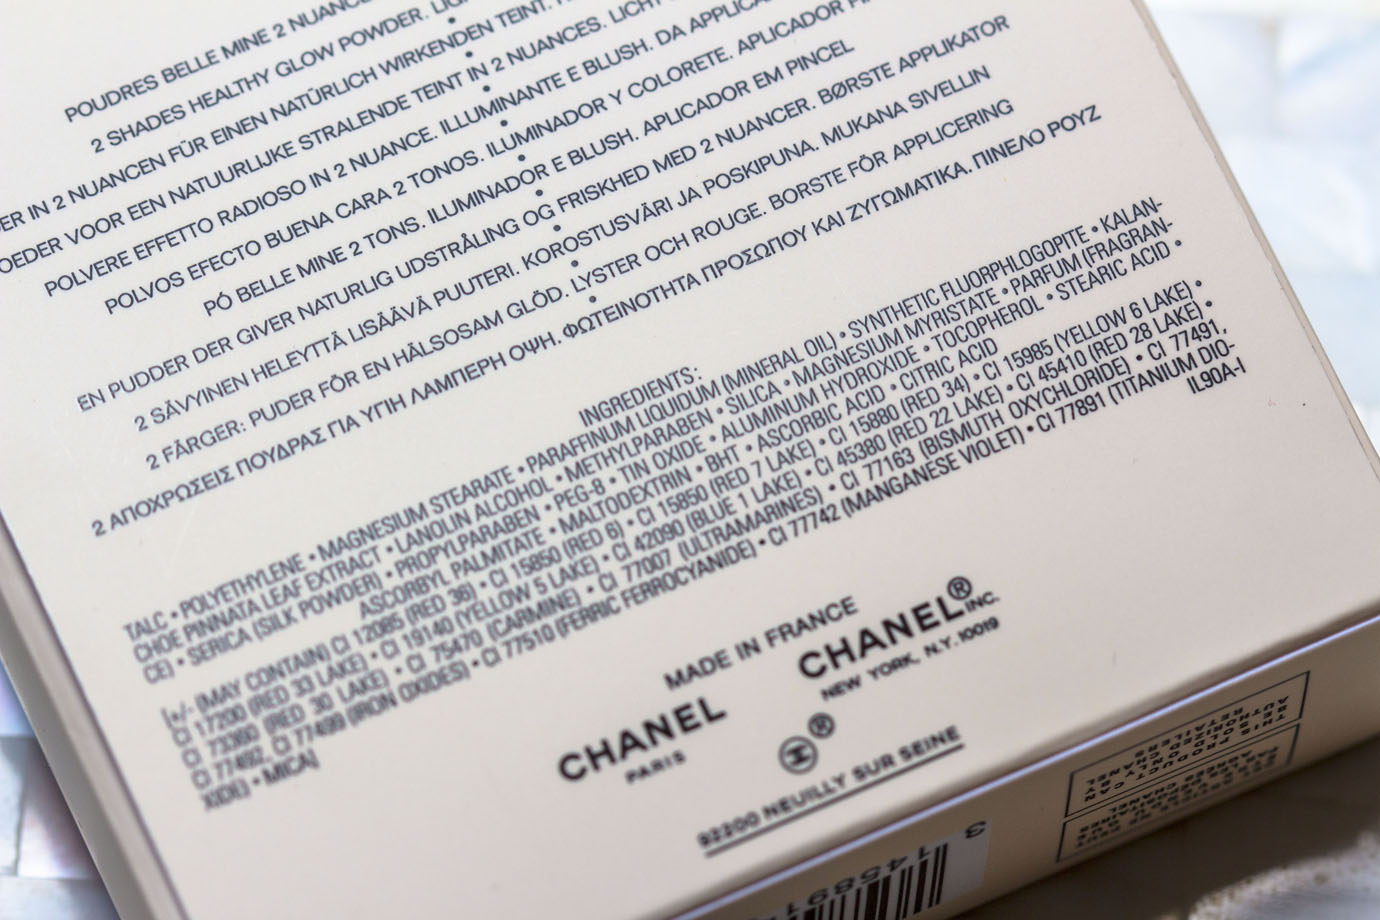 POUDRES BELLE MINE 2 NUANCES
2 SHADES HEALTHY GLOW POWDER.
IN 2 NUANCEN FÜR EINEN NATÜRLICH WIRKENDEN TEINT.
POEDER VOOR EEN NATUURLIJKE STRALENDE TEINT IN 2 NUANCES.
POLVERE EFFETTO RADIOSO IN 2 NUANCE. ILLUMINANTE E BLUSH. DA
POLVOS EFECTO BUENA CARA 2 TONOS. ILUMINADOR Y COLORETE. APLICADOR
PÓ BELLE MINE 2 TONS. ILUMINADOR E BLUSH. APLICADOR EM PINCEL
EN PUDDER DER GIVER NATURLIG UDSTRÅLING OG FRISKHED MED 2 NUANCER. BØRSTE APPLIKATOR
2 SÄVYINEN HELEYTTÄ LISÄÄVÄ PUUTERI. KOROSTUSVÄRI JA POSKIPUNA. MUKANA SIVELLIN
2 FÄRGER: PUDER FÖR EN HÄLSOSAM GLÖD. LYSTER OCH ROUGE. BORSTE FÖR APPLICERING
2 ΑΠΟΧΡΩΣΕΙΣ ΠΟΥΔΡΑΣ ΓΙΑ ΥΓΙΗ ΛΑΜΠΕΡΗ ΟΨΗ. ΦΩΤΕΙΝΟΤΗΤΑ ΠΡΟΣΩΠΟΥ ΚΑΙ ΖΥΓΩΜΑΤΙΚΑ. ΠΙΝΕΛΟ ΡΟΥΖ
INGREDIENTS:
TALC • POLYETHYLENE • MAGNESIUM STEARATE • PARAFFINUM LIQUIDUM (MINERAL OIL) • SYNTHETIC FLUORPHLOGOPITE • KALAN-
CHOE PINNATA LEAF EXTRACT • LANOLIN ALCOHOL • METHYLPARABEN • SILICA • MAGNESIUM MYRISTATE • PARFUM (FRAGRAN-
CE) • SERICA (SILK POWDER) • PROPYLPARABEN • PEG-8 • TIN OXIDE • ALUMINUM HYDROXIDE • TOCOPHEROL • STEARIC ACID •
ASCORBYL PALMITATE • MALTODEXTRIN • BHT • ASCORBIC ACID • CITRIC ACID
[+/- (MAY CONTAIN) CI 12085 (RED 36) • CI 15850 (RED 6) • CI 15850 (RED 7 LAKE) • CI 15880 (RED 34) • CI 15985 (YELLOW 6 LAKE) •
CI 17200 (RED 33 LAKE) • CI 19140 (YELLOW 5 LAKE) • CI 42090 (BLUE 1 LAKE) • CI 45380 (RED 22 LAKE) • CI 45410 (RED 28 LAKE) •
CI 73360 (RED 30 LAKE) • CI 75470 (CARMINE) • CI 77007 (ULTRAMARINES) • CI 77163 (BISMUTH OXYCHLORIDE) • CI 77491,
CI 77492, CI 77499 (IRON OXIDES) • CI 77510 (FERRIC FERROCYANIDE) • CI 77742 (MANGANESE VIOLET) • CI 77891 (TITANIUM DIO-
XIDE) • MICA]
IL90A-I
MADE IN FRANCE
CHANEL
PARIS
CHANEL® INC.
NEW YORK, N.Y. 10019
®
92200 NEUILLY SUR SEINE
THIS PRODUCT CAN
BE SOLD ONLY BY
AUTHORIZED CHANEL
RETAILERS
3